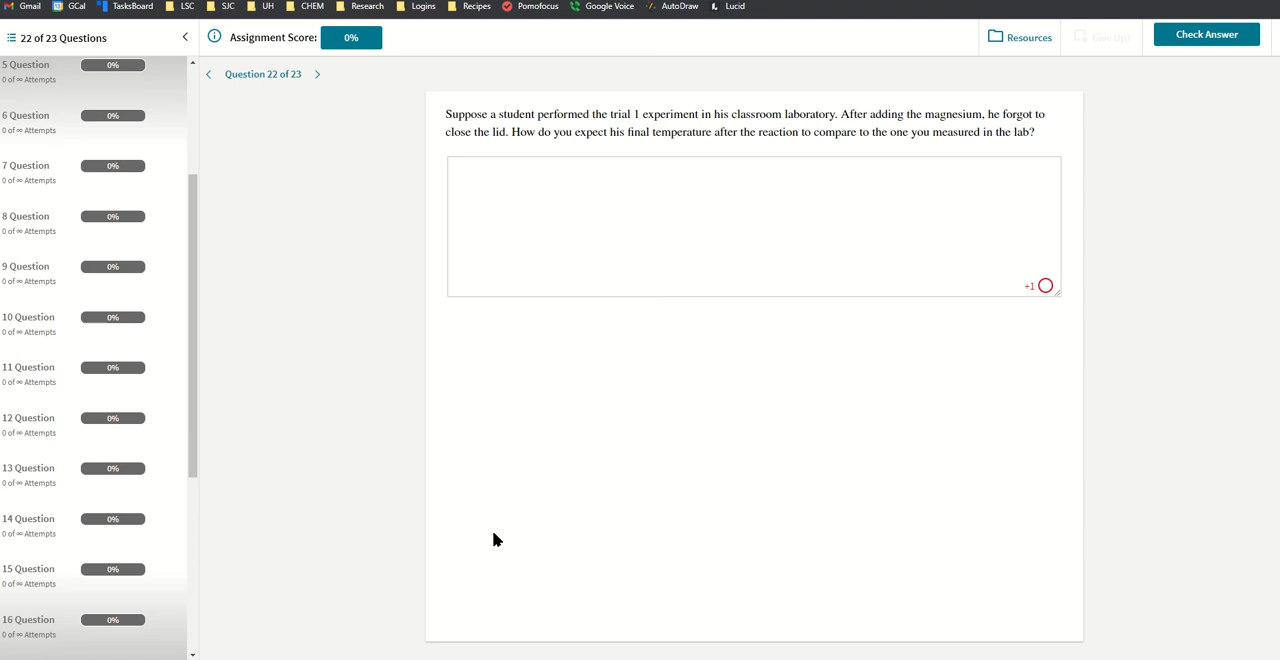 Gmail GCal TasksBoard LSC SJC UH CHEM Research Logins Recipes Pomofocus Google Voice AutoDraw Lucid
22 of 23 Questions
Assignment Score: 0%
Resources
Give Up?
Check Answer
5 Question 0%
0 of ∞ Attempts
Question 22 of 23
6 Question 0%
0 of ∞ Attempts
7 Question 0%
0 of ∞ Attempts
8 Question 0%
0 of ∞ Attempts
9 Question 0%
0 of ∞ Attempts
10 Question 0%
0 of ∞ Attempts
11 Question 0%
0 of ∞ Attempts
12 Question 0%
0 of ∞ Attempts
13 Question 0%
0 of ∞ Attempts
14 Question 0%
0 of ∞ Attempts
15 Question 0%
0 of ∞ Attempts
16 Question 0%
0 of ∞ Attempts
Suppose a student performed the trial 1 experiment in his classroom laboratory. After adding the magnesium, he forgot to
close the lid. How do you expect his final temperature after the reaction to compare to the one you measured in the lab?
+1